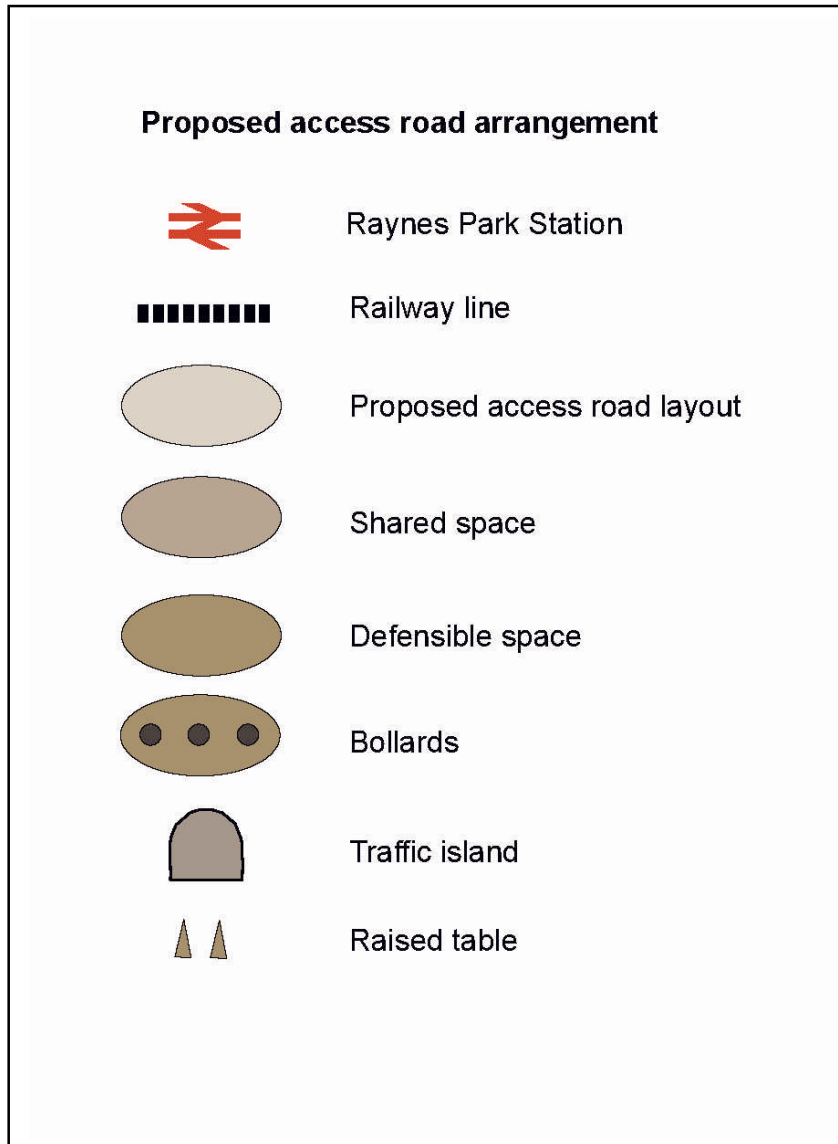 Proposed access road arrangement
Raynes Park Station
Railway line
Proposed access road layout
Shared space
Defensible space
Bollards
Traffic island
Raised table